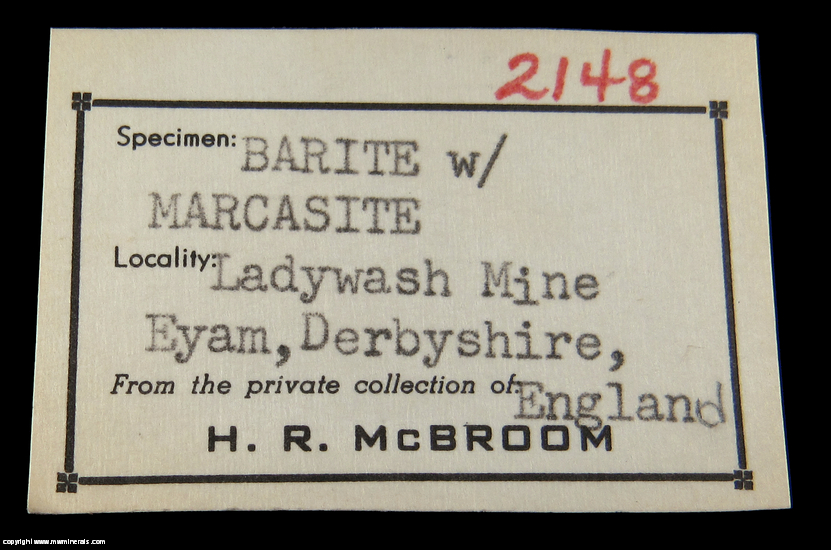 2148
Specimen: BARITE w/
MARCASITE
Locality: Ladywash Mine
Eyam, Derbyshire,
From the private collection of: England
H. R. McBROOM
copyright www.mwminerals.com